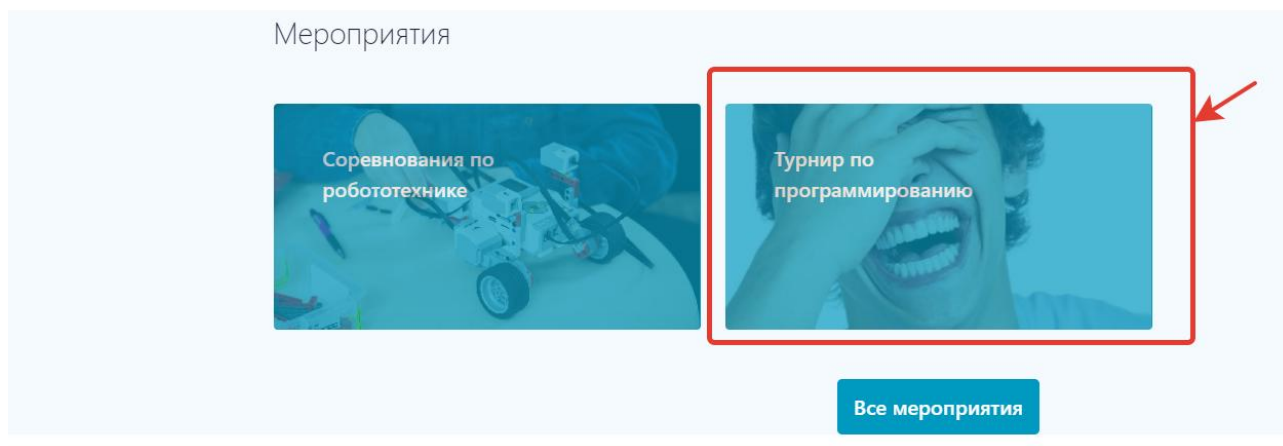 Мероприятия
Соревнования по
робототехнике
Турнир по
программированию
Все мероприятия